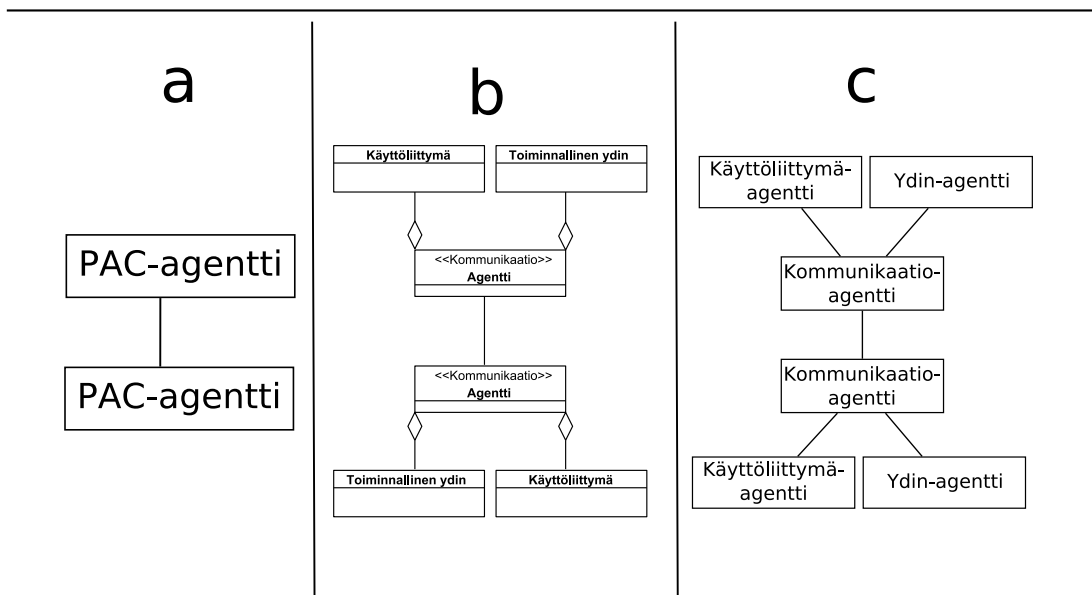 a
PAC-agentti
PAC-agentti
b
Käyttöliittymä
Toiminnallinen ydin
<<Kommunikaatio>>
Agentti
<<Kommunikaatio>>
Agentti
Toiminnallinen ydin
Käyttöliittymä
c
Käyttöliittymä-
agentti
Ydin-agentti
Kommunikaatio-
agentti
Kommunikaatio-
agentti
Käyttöliittymä-
agentti
Ydin-agentti